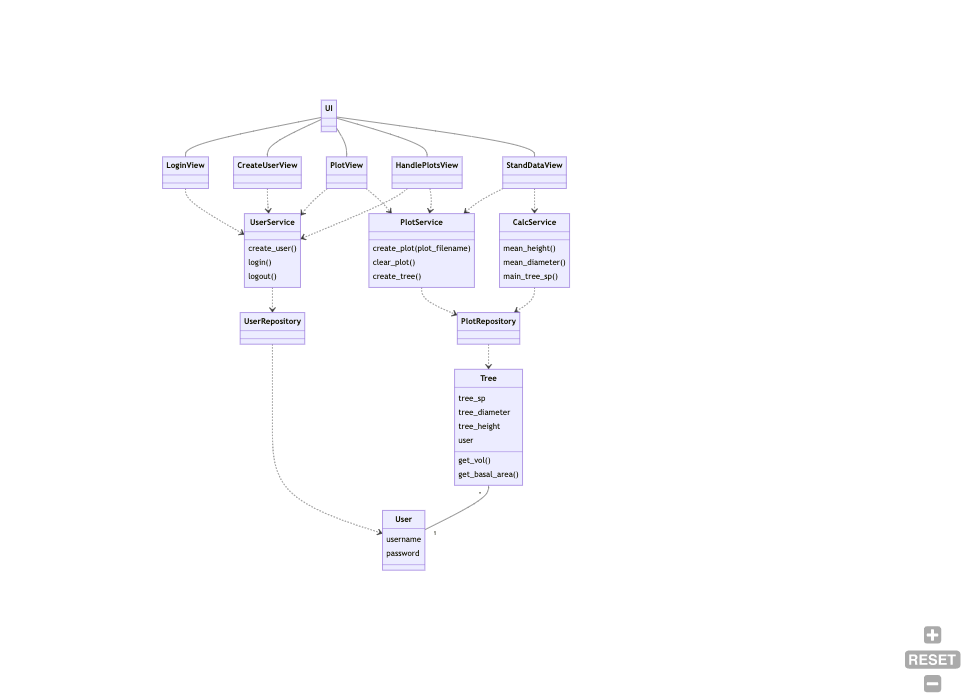 UI
LoginView
CreateUserView
PlotView
HandlePlotsView
StandDataView
UserService
create_user()
login()
logout()
PlotService
create_plot(plot_filename)
clear_plot()
create_tree()
CalcService
mean_height()
mean_diameter()
main_tree_sp()
UserRepository
PlotRepository
Tree
tree_sp
tree_diameter
tree_height
user
get_vol()
get_basal_area()
*
1
User
username
password
+
RESET
−